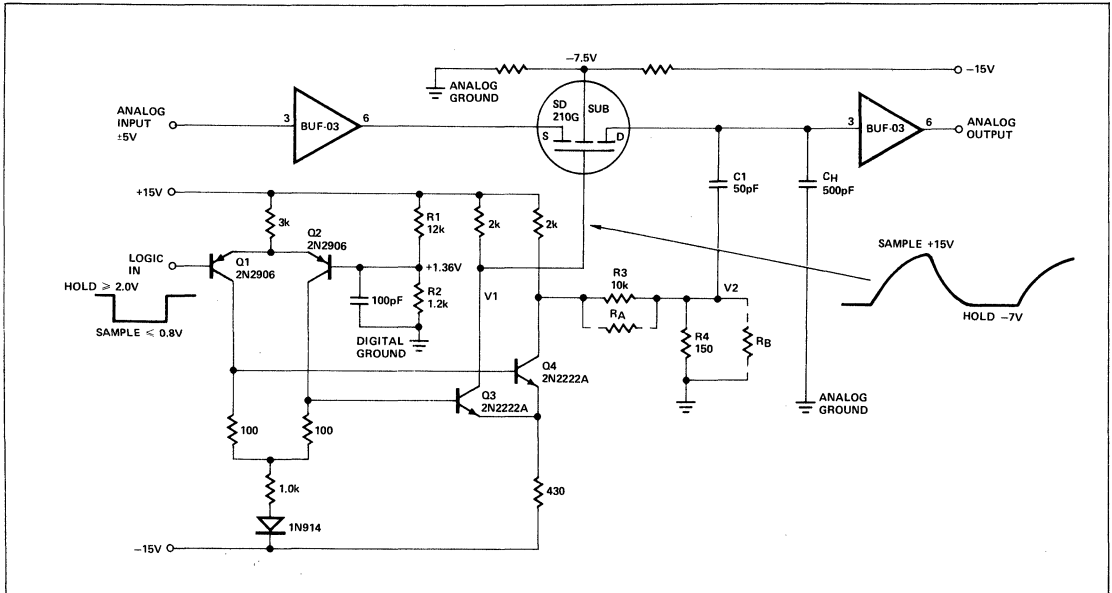 −7.5V
−15V
ANALOG
GROUND
SD
210G
SUB
S
D
ANALOG
INPUT
±5V
3
BUF-03
6
3
BUF-03
6
ANALOG
OUTPUT
C1
50pF
CH
500pF
+15V
3k
R1
12k
2k
2k
Q2
2N2906
LOGIC
IN
Q1
2N2906
+1.36V
HOLD ≥ 2.0V
SAMPLE ≤ 0.8V
100pF
R2
1.2k
DIGITAL
GROUND
V1
R3
10k
RA
V2
R4
150
RB
SAMPLE +15V
HOLD −7V
Q4
2N2222A
Q3
2N2222A
ANALOG
GROUND
100
100
1.0k
430
1N914
−15V